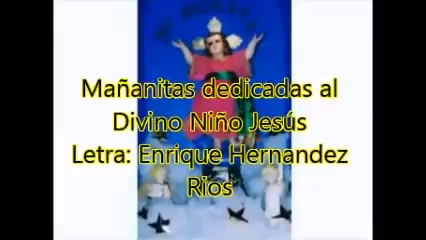 Mañanitas dedicadas al
Divino Niño Jesús
Letra: Enrique Hernandez
Rios